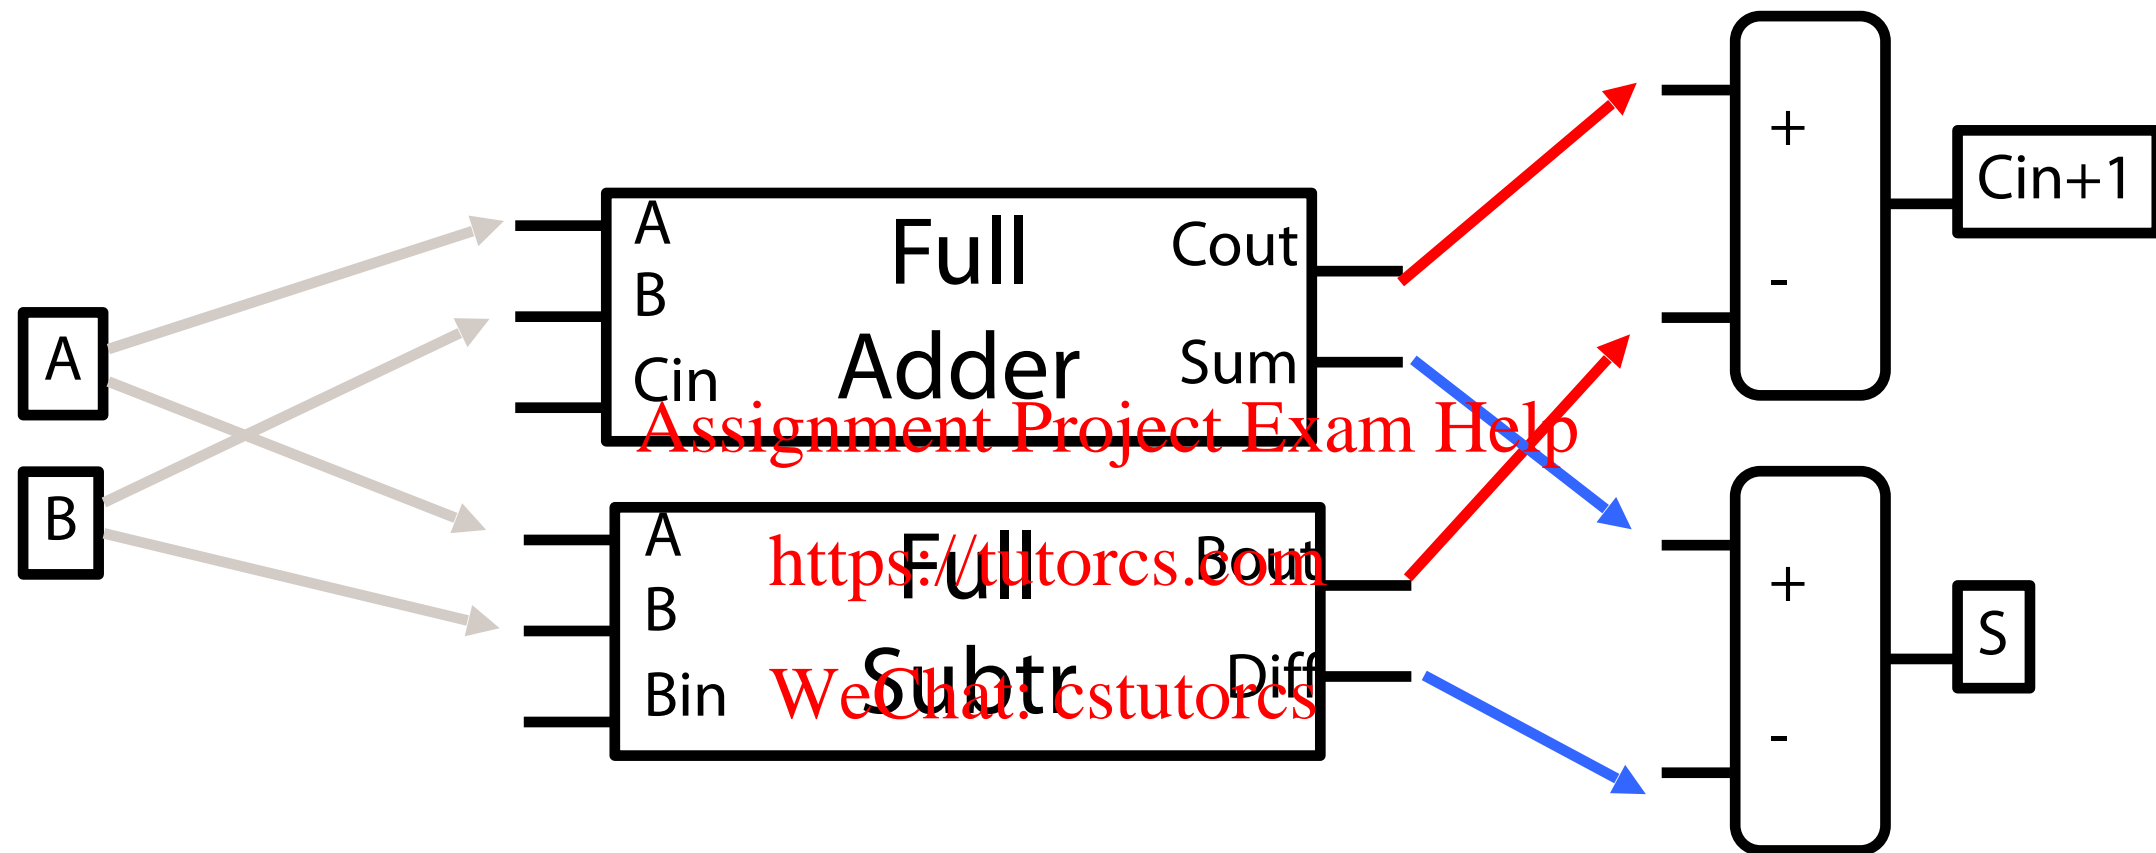 A
B
A
B
Cin
Full
Adder
Cout
Sum
Assignment Project Exam Help
A
B
Bin
Full
Subtr
Bout
Diff
https://tutorcs.com
WeChat: cstutorcs
+
-
Cin+1
+
-
S